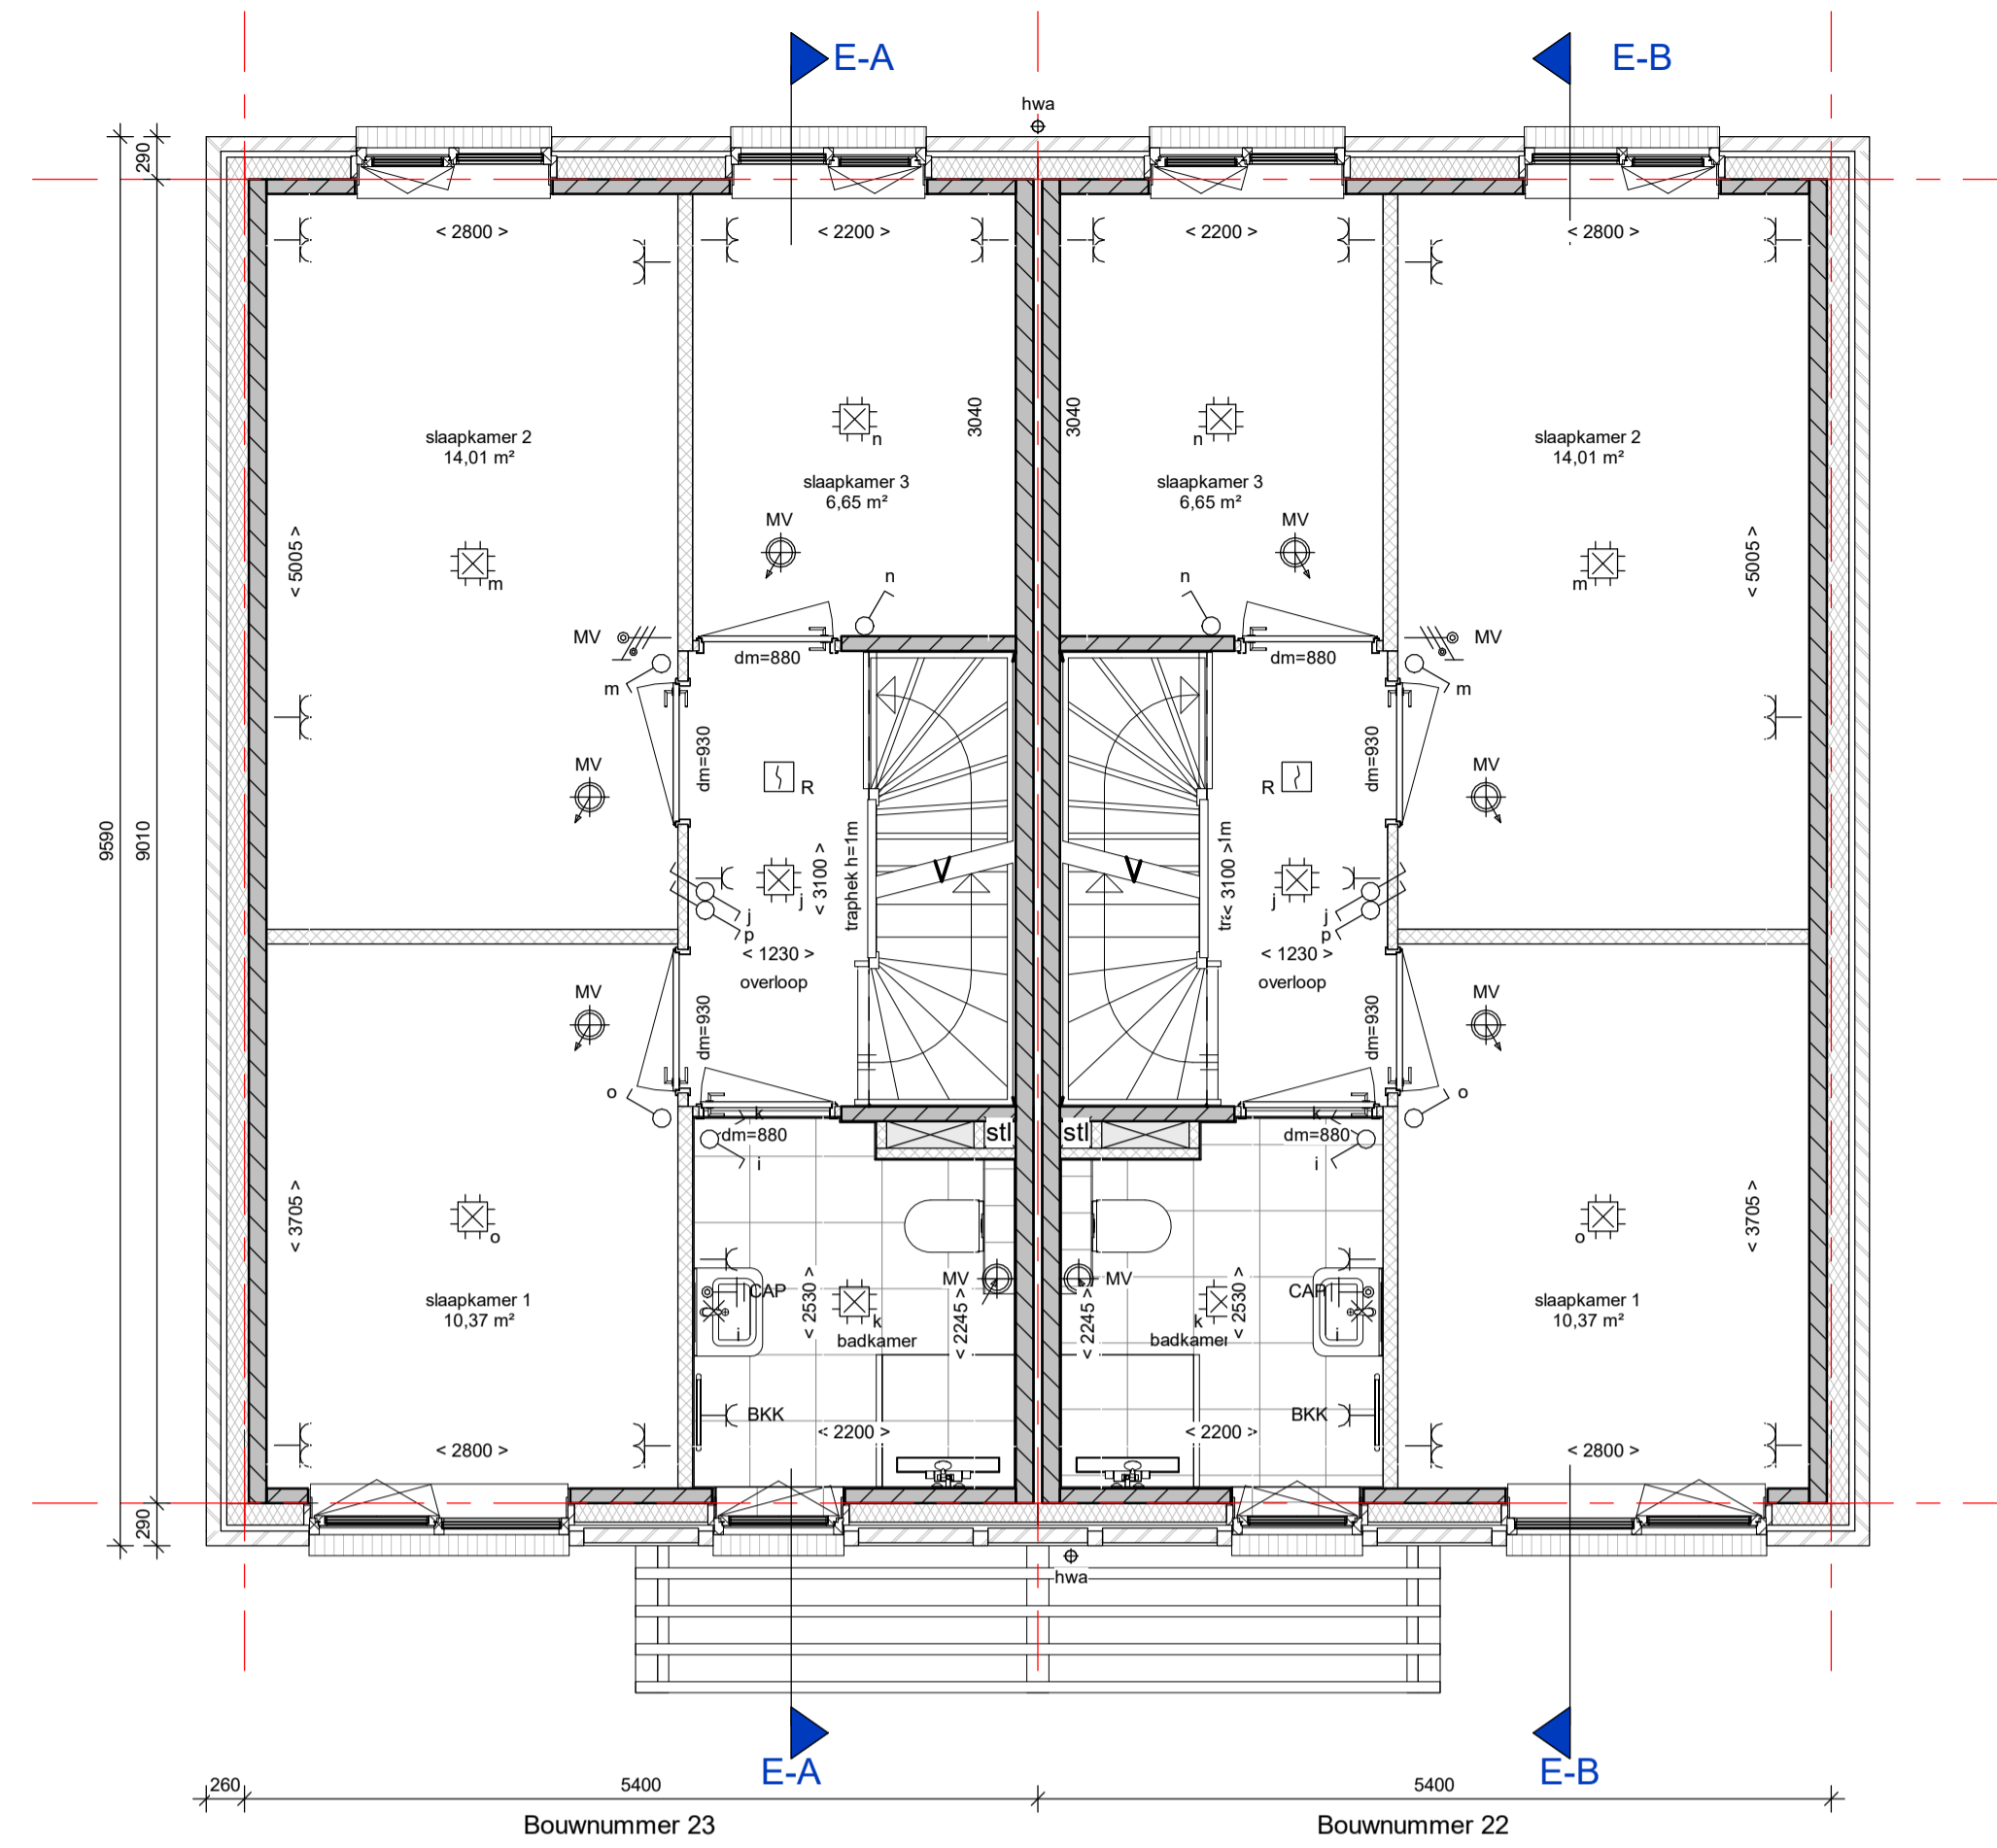 E-A
E-B
hwa
290
< 2800 >
< 2200 >
< 2200 >
< 2800 >
3040
3040
n
n
slaapkamer 2
14,01 m²
slaapkamer 3
6,65 m²
slaapkamer 3
6,65 m²
slaapkamer 2
14,01 m²
MV
MV
< 5005 >
< 5005 >
m
n
n
m
MV
MV
dm=880
dm=880
m
m
MV
dm=930
dm=930
MV
R
R
9590
9010
traphek h=1m
< 3100 >
V
V
< 3100 >
1m
j
j
j
p
j
p
< 1230 >
overloop
< 1230 >
overloop
MV
dm=930
dm=930
MV
o
o
k
dm=880
i
stl
stl
k
dm=880
i
< 3705 >
< 3705 >
o
o
MV
MV
CAP
i
CAP
i
< 2530 >
< 2245 >
< 2245 >
< 2530 >
slaapkamer 1
10,37 m²
k
badkamer
k
badkamer
slaapkamer 1
10,37 m²
BKK
BKK
< 2800 >
< 2200 >
< 2200 >
< 2800 >
290
hwa
E-A
E-B
260
5400
5400
Bouwnummer 23
Bouwnummer 22